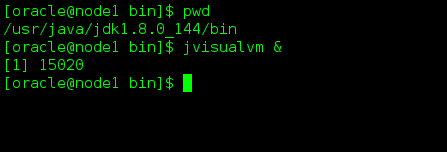 [oracle@node1 bin]$ pwd
/usr/java/jdk1.8.0_144/bin
[oracle@node1 bin]$ jvisualvm &
[1] 15020
[oracle@node1 bin]$